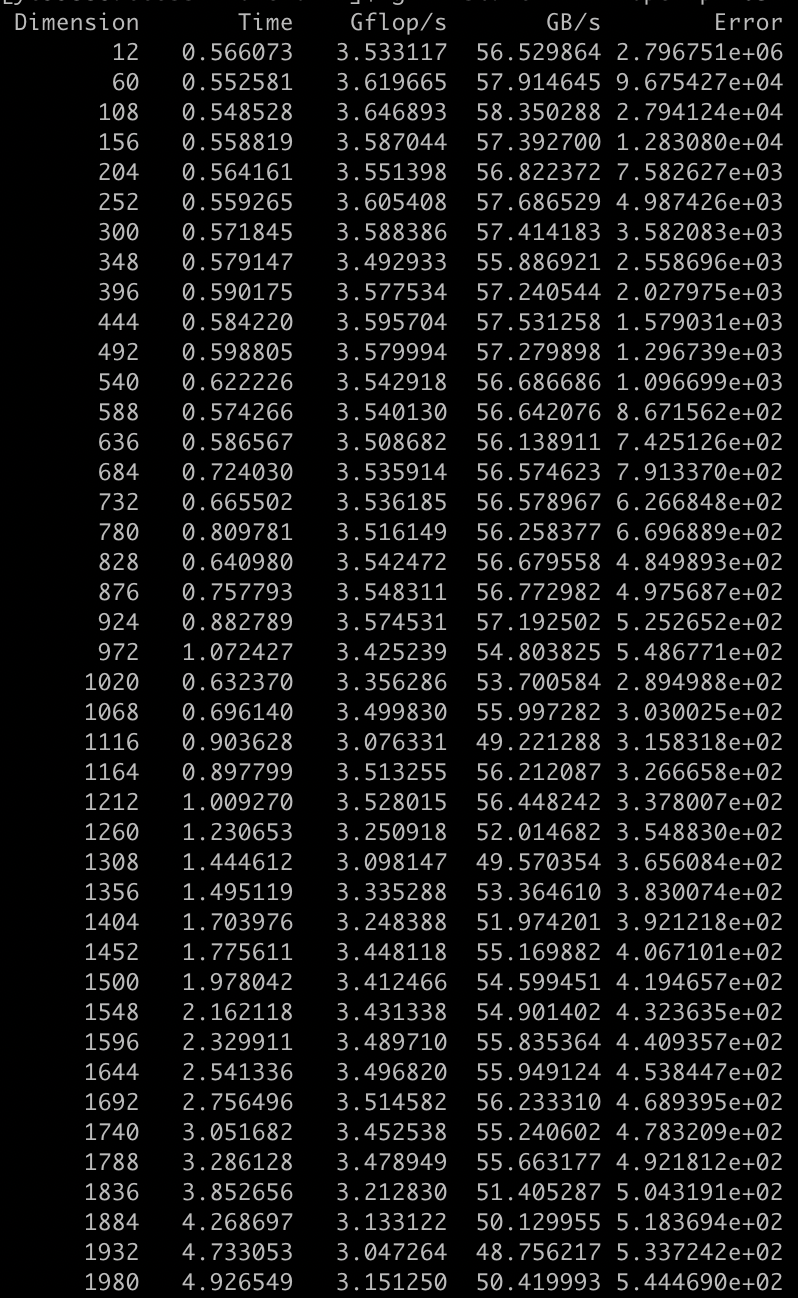 Dimension Time Gflop/s GB/s Error
12 0.566073 3.533117 56.529864 2.796751e+06
60 0.552581 3.619665 57.914645 9.675427e+04
108 0.548528 3.646893 58.350288 2.794124e+04
156 0.558819 3.587044 57.392700 1.283080e+04
204 0.564161 3.551398 56.822372 7.582627e+03
252 0.559265 3.605408 57.686529 4.987426e+03
300 0.571845 3.588386 57.414183 3.582083e+03
348 0.579147 3.492933 55.886921 2.558696e+03
396 0.590175 3.577534 57.240544 2.027975e+03
444 0.584220 3.595704 57.531258 1.579031e+03
492 0.598805 3.579994 57.279898 1.296739e+03
540 0.622226 3.542918 56.686686 1.096699e+03
588 0.574266 3.540130 56.642076 8.671562e+02
636 0.586567 3.508682 56.138911 7.425126e+02
684 0.724030 3.535914 56.574623 7.913370e+02
732 0.665502 3.536185 56.578967 6.266848e+02
780 0.809781 3.516149 56.258377 6.696889e+02
828 0.640980 3.542472 56.679558 4.849893e+02
876 0.757793 3.548311 56.772982 4.975687e+02
924 0.882789 3.574531 57.192502 5.252652e+02
972 1.072427 3.425239 54.803825 5.486771e+02
1020 0.632370 3.356286 53.700584 2.894988e+02
1068 0.696140 3.499830 55.997282 3.030025e+02
1116 0.903628 3.076331 49.221288 3.158318e+02
1164 0.897799 3.513255 56.212087 3.266658e+02
1212 1.009270 3.528015 56.448242 3.378007e+02
1260 1.230653 3.250918 52.014682 3.548830e+02
1308 1.444612 3.098147 49.570354 3.656084e+02
1356 1.495119 3.335288 53.364610 3.830074e+02
1404 1.703976 3.248388 51.974201 3.921218e+02
1452 1.775611 3.448118 55.169882 4.067101e+02
1500 1.978042 3.412466 54.599451 4.194657e+02
1548 2.162118 3.431338 54.901402 4.323635e+02
1596 2.329911 3.489710 55.835364 4.409357e+02
1644 2.541336 3.496820 55.949124 4.538447e+02
1692 2.756496 3.514582 56.233310 4.689395e+02
1740 3.051682 3.452538 55.240602 4.783209e+02
1788 3.286128 3.478949 55.663177 4.921812e+02
1836 3.852656 3.212830 51.405287 5.043191e+02
1884 4.268697 3.133122 50.129955 5.183694e+02
1932 4.733053 3.047264 48.756217 5.337242e+02
1980 4.926549 3.151250 50.419993 5.444690e+02